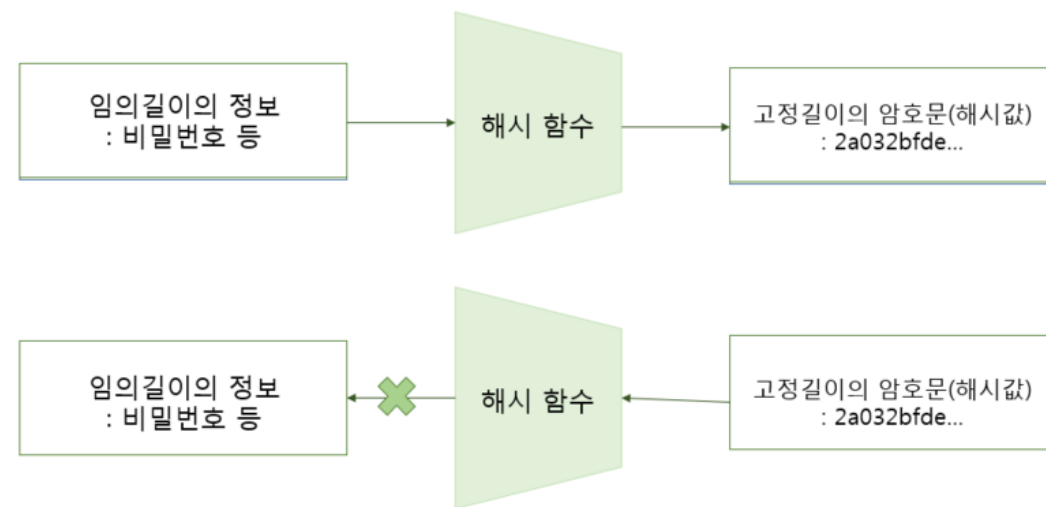 임의길이의 정보
: 비밀번호 등
해시 함수
고정길이의 암호문(해시값)
: 2a032bfde...
임의길이의 정보
: 비밀번호 등
해시 함수
고정길이의 암호문(해시값)
: 2a032bfde...